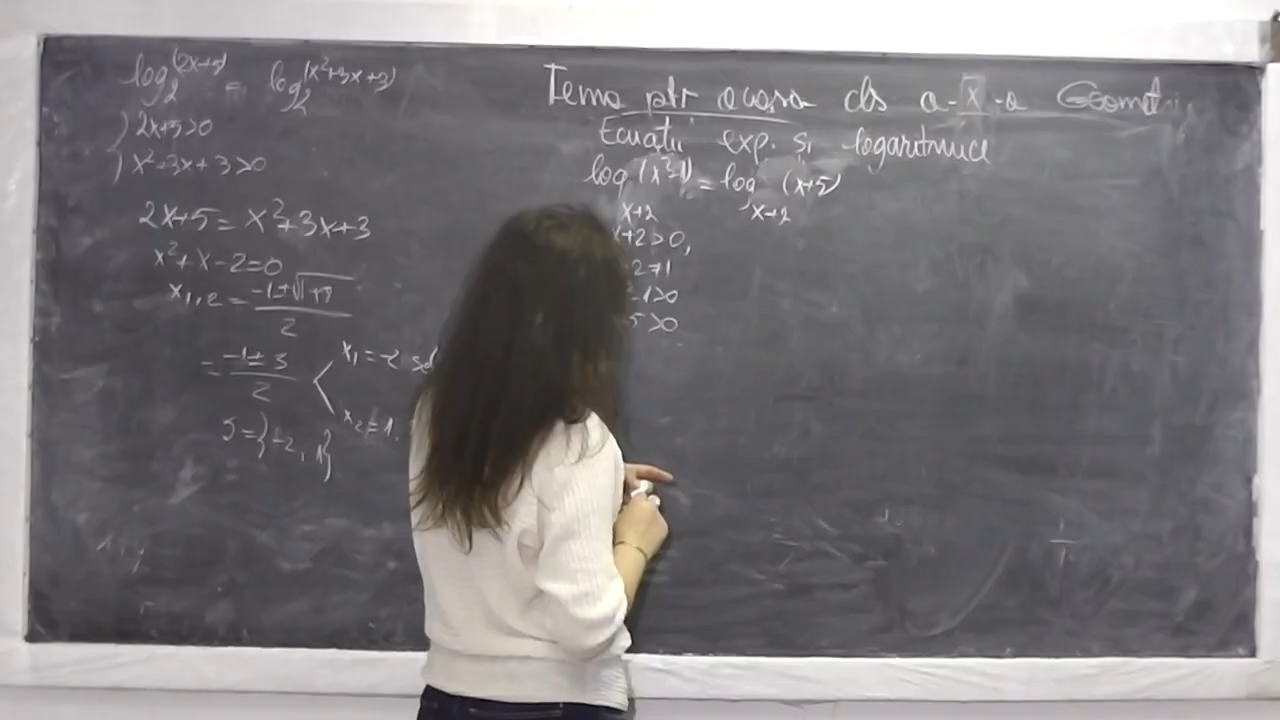 log₂(2x+5) = log₂(x²+3x+3)
) 2x+5>0
) x²-3x+3>0
2x+5=x²+3x+3
x²+x-2=0
x₁,₂=(-1±√1+8)/2
=(-1±3)/2
x₁=-2 sol
x₂=1.
S={-2, 1}
Tema ptr acasa cls a-x-a Geomet
Ecuatii exp. si logaritmice
log x+2 (x²-1) = log x+2 (x+5)
x+2>0,
-2≠1
-1>0
5>0